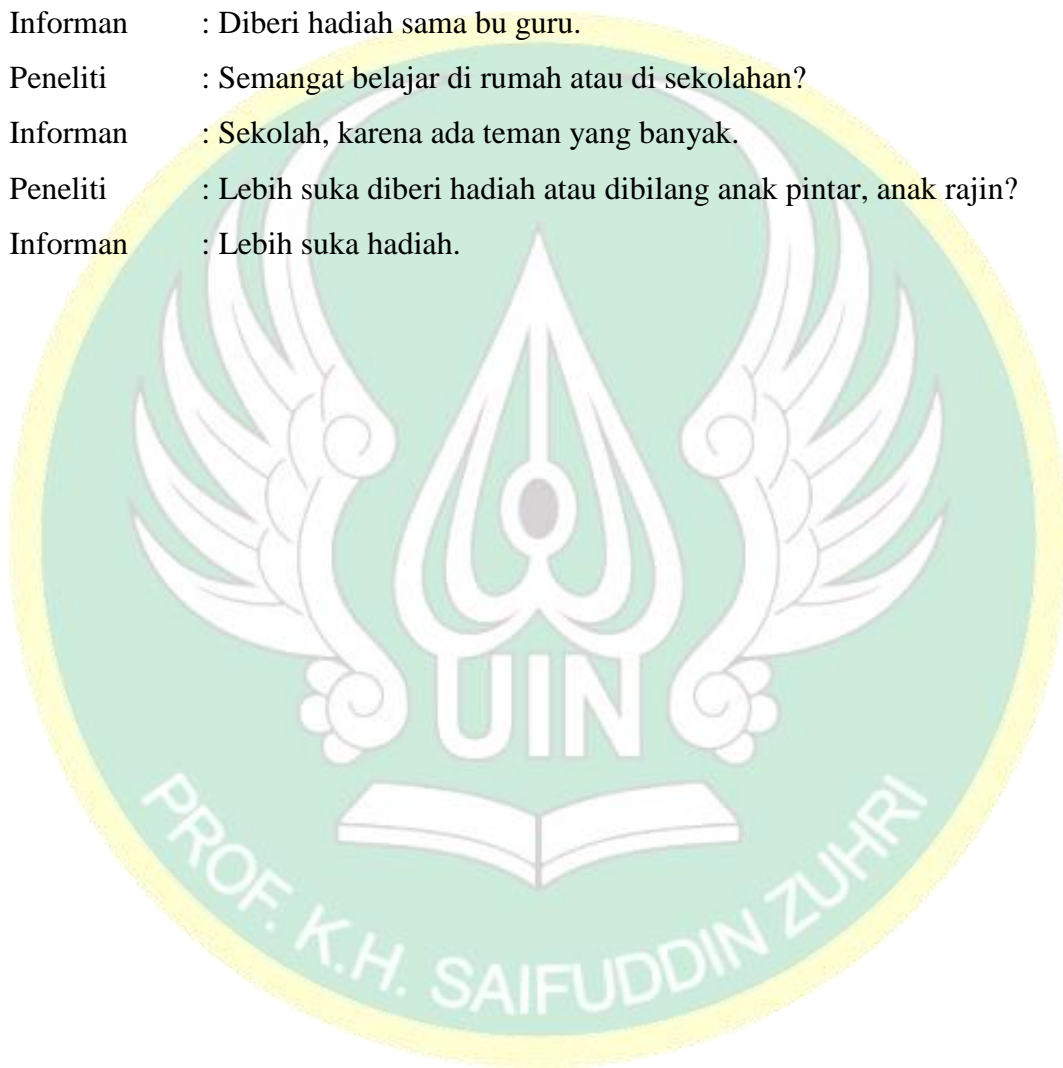 Informan : Diberi hadiah sama bu guru.
Peneliti : Semangat belajar di rumah atau di sekolahan?
Informan : Sekolah, karena ada teman yang banyak.
Peneliti : Lebih suka diberi hadiah atau dibilang anak pintar, anak rajin?
Informan : Lebih suka hadiah.
UIN
PROF. K.H. SAIFUDDIN ZUHRI